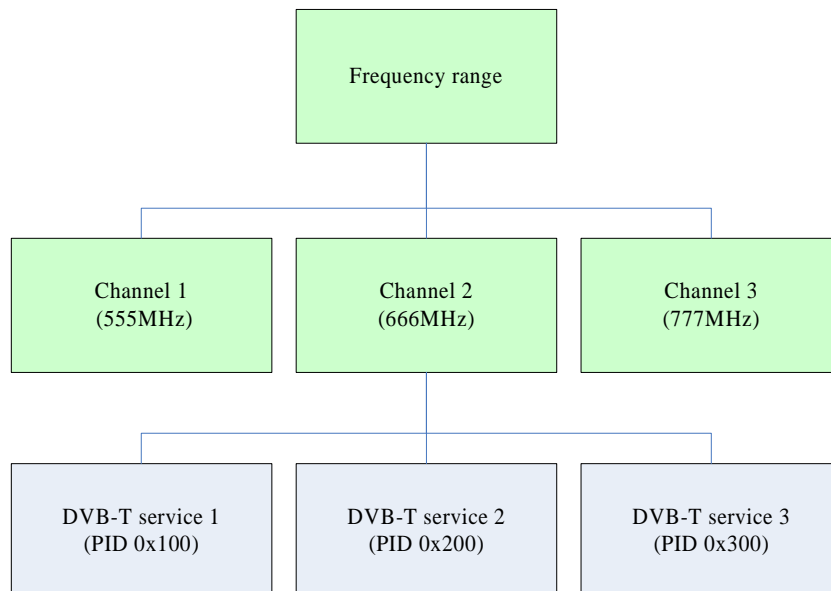 Frequency range
Channel 1
(555MHz)
Channel 2
(666MHz)
Channel 3
(777MHz)
DVB-T service 1
(PID 0x100)
DVB-T service 2
(PID 0x200)
DVB-T service 3
(PID 0x300)